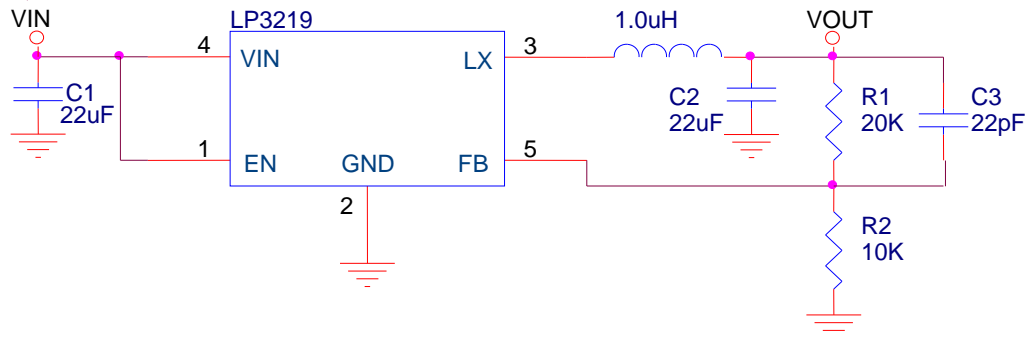 VIN
LP3219
1.0uH
VOUT
4
VIN
LX
3
C1
22uF
C2
22uF
R1
20K
C3
22pF
1
EN
GND
FB
5
2
R2
10K